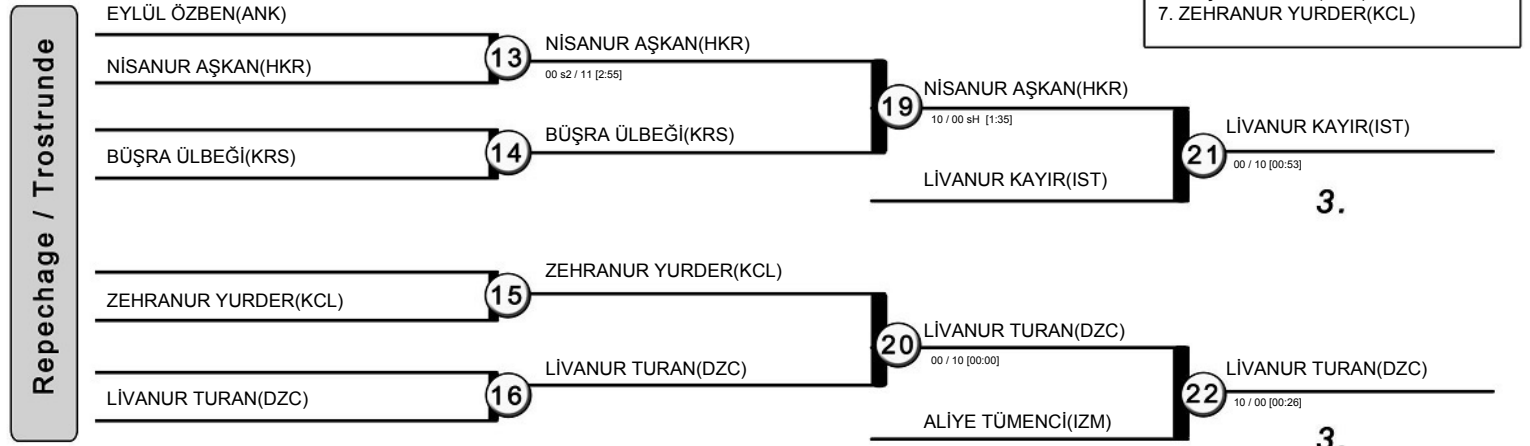 7. ZEHRANUR YURDER(KCL)
Repechage / Trostrunde
EYLÜL ÖZBEN(ANK)
NİSANUR AŞKAN(HKR)
13
NİSANUR AŞKAN(HKR)
00 s2 / 11 [2:55]
BÜŞRA ÜLBEĞİ(KRS)
14
BÜŞRA ÜLBEĞİ(KRS)
19
NİSANUR AŞKAN(HKR)
10 / 00 sH [1:35]
LİVANUR KAYIR(IST)
21
LİVANUR KAYIR(IST)
00 / 10 [00:53]
3.
ZEHRANUR YURDER(KCL)
15
ZEHRANUR YURDER(KCL)
LİVANUR TURAN(DZC)
16
LİVANUR TURAN(DZC)
20
LİVANUR TURAN(DZC)
00 / 10 [00:00]
ALİYE TÜMENCİ(IZM)
22
LİVANUR TURAN(DZC)
10 / 00 [00:26]
3.